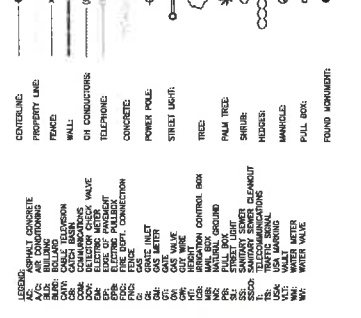 LEGEND:
AC: ASPHALT CONCRETE
A/C: AIR CONDITIONING
BLD: BUILDING
BLRD: BOLLARD
CATV: CABLE TELEVISION
CB: CATCH BASIN
COM: COMMUNICATIONS
DCV: DETECTOR CHECK VALVE
EM: ELECTRIC METER
EP: EDGE OF PAVEMENT
EPB: ELECTRIC PULLBOX
FDC: FIRE DEPT. CONNECTION
FNC: FENCE
G: GAS
GI: GRATE INLET
GM: GAS METER
GT: GATE
GV: GAS VALVE
GW: GUY WIRE
HT: HEIGHT
ICB: IRRIGATION CONTROL BOX
MB: MAIL BOX
NG: NATURAL GROUND
PB: PULL BOX
SL: STREET LIGHT
SS: SANITARY SEWER
SSCO: SANITARY SEWER CLEANOUT
T: TELECOMMUNICATIONS
TS: TRAFFIC SIGNAL
USA: USA MARKING
VLT: VAULT
WM: WATER METER
WV: WATER VALVE
CENTERLINE:
PROPERTY LINE:
FENCE:
WALL:
OH CONDUCTORS:
TELEPHONE:
CONCRETE:
POWER POLE:
STREET LIGHT:
TREE:
PALM TREE:
SHRUB:
HEDGES:
MANHOLE:
PULL BOX:
FOUND MONUMENT: